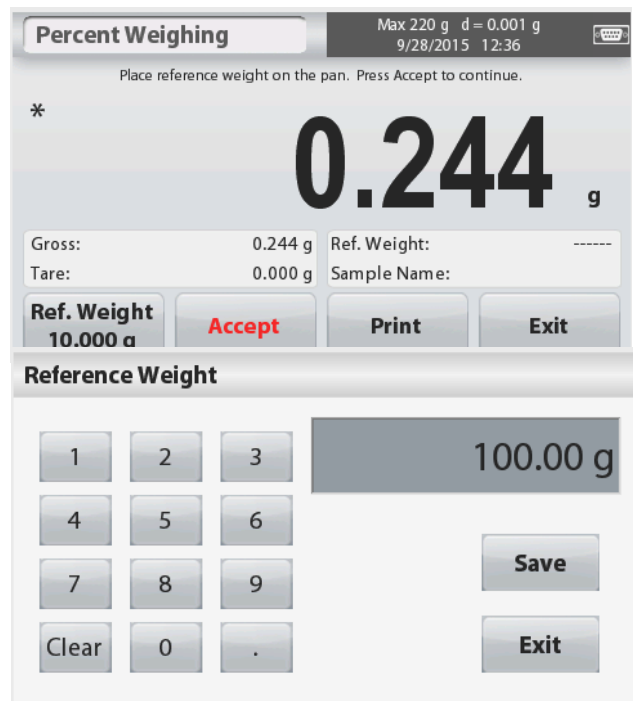 Percent Weighing
Max 220 g d = 0.001 g
9/28/2015 12:36
Place reference weight on the pan. Press Accept to continue.
*
0.244 g
Gross: 0.244 g Ref. Weight: ------
Tare: 0.000 g Sample Name:
Ref. Weight
10.000 g
Accept
Print
Exit
Reference Weight
1 2 3
100.00 g
4 5 6
7 8 9
Save
Clear 0 .
Exit